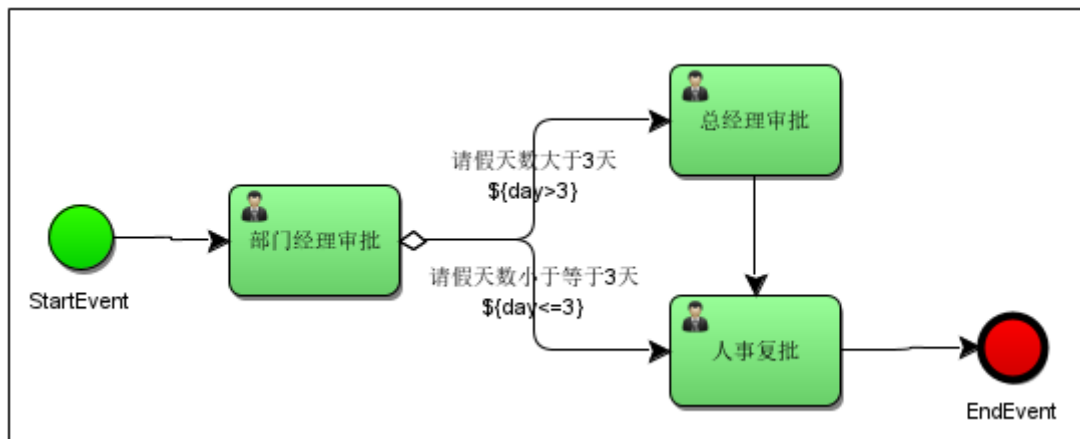 总经理审批
请假天数大于3天
${day>3}
部门经理审批
请假天数小于等于3天
${day<=3}
StartEvent
人事复批
EndEvent